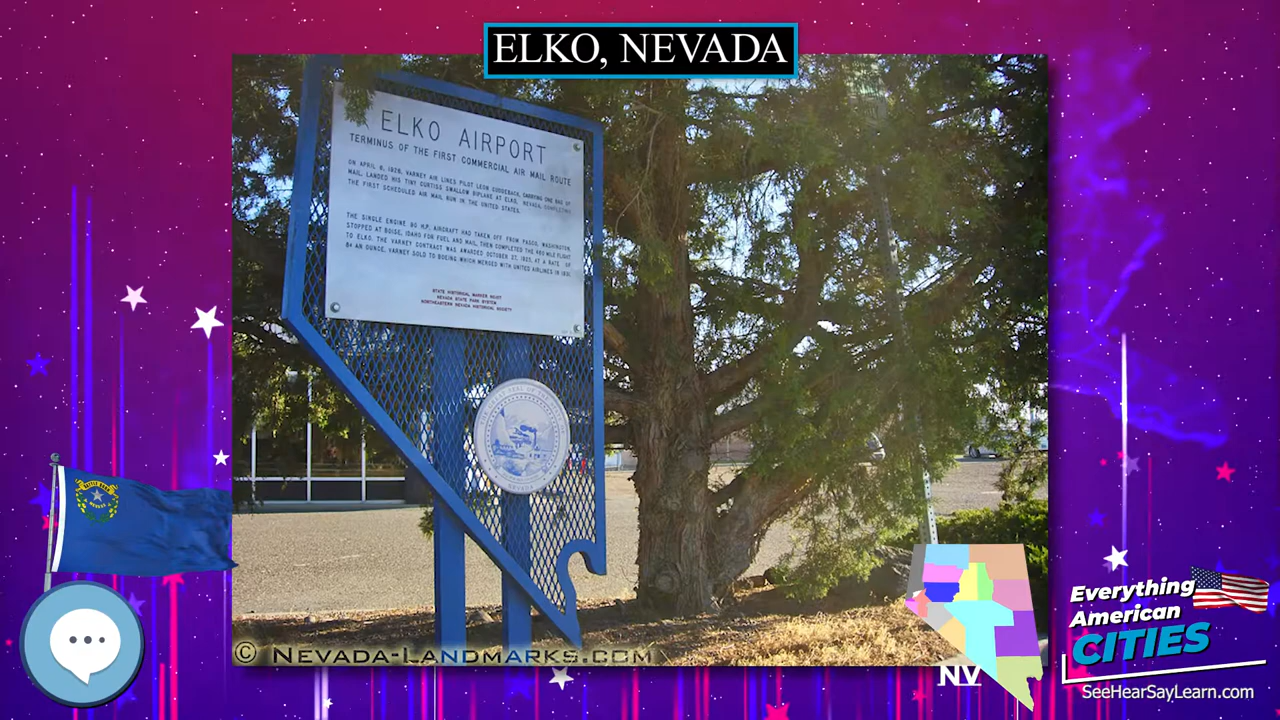 ELKO, NEVADA
ELKO AIRPORT
TERMINUS OF THE FIRST COMMERCIAL AIR MAIL ROUTE
ON APRIL 6, 1926, VARNEY AIR LINES PILOT LEON CUDDEBACK, CARRYING ONE BAG OF
MAIL, LANDED HIS TINY CURTISS SWALLOW BIPLANE AT ELKO, NEVADA, COMPLETING
THE FIRST SCHEDULED AIR MAIL RUN IN THE UNITED STATES.
THE SINGLE ENGINE 90 H.P. AIRCRAFT HAD TAKEN OFF FROM PASCO, WASHINGTON,
STOPPED AT BOISE, IDAHO FOR FUEL AND MAIL, THEN COMPLETED THE 460 MILE FLIGHT
TO ELKO. THE VARNEY CONTRACT WAS AWARDED OCTOBER 27, 1925, AT A RATE OF
8¢ AN OUNCE. VARNEY SOLD TO BOEING WHICH MERGED WITH UNITED AIRLINES IN 1931.
STATE HISTORICAL MARKER
NEVADA STATE PARK SYSTEM
NORTHEASTERN NEVADA HISTORICAL SOCIETY
© NEVADA-LANDMARKS.COM
NV
Everything
American
CITIES
SeeHearSayLearn.com